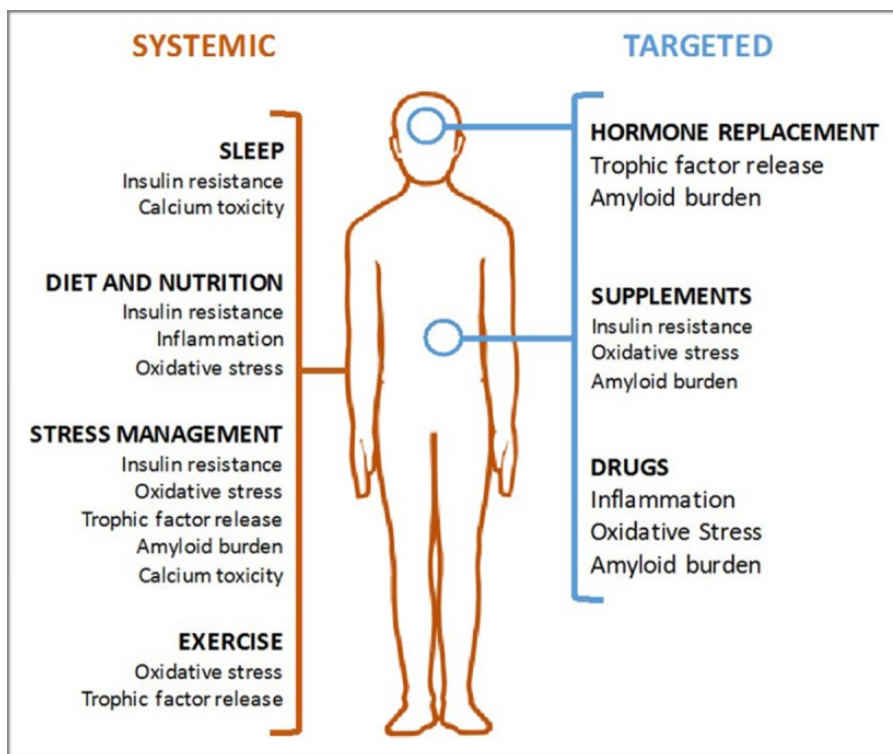 SYSTEMIC
SLEEP
Insulin resistance
Calcium toxicity
DIET AND NUTRITION
Insulin resistance
Inflammation
Oxidative stress
STRESS MANAGEMENT
Insulin resistance
Oxidative stress
Trophic factor release
Amyloid burden
Calcium toxicity
EXERCISE
Oxidative stress
Trophic factor release
TARGETED
HORMONE REPLACEMENT
Trophic factor release
Amyloid burden
SUPPLEMENTS
Insulin resistance
Oxidative stress
Amyloid burden
DRUGS
Inflammation
Oxidative Stress
Amyloid burden